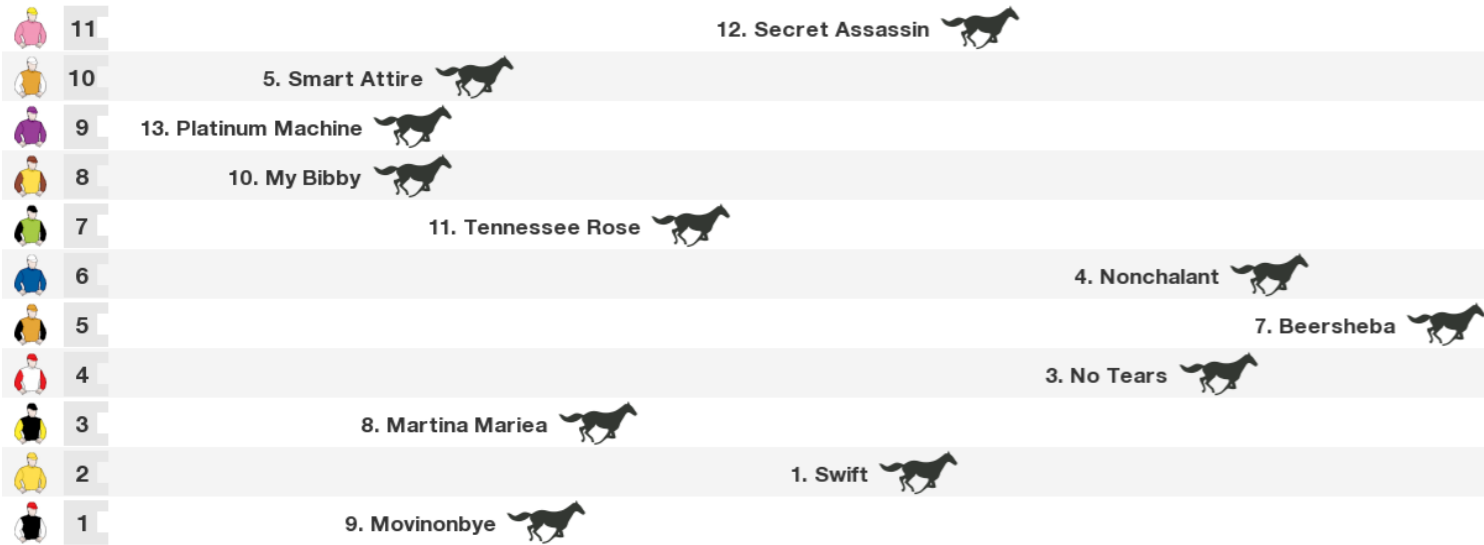 11 12. Secret Assassin
10 5. Smart Attire
9 13. Platinum Machine
8 10. My Bibby
7 11. Tennessee Rose
6 4. Nonchalant
5 7. Beersheba
4 3. No Tears
3 8. Martina Mariea
2 1. Swift
1 9. Movinonbye